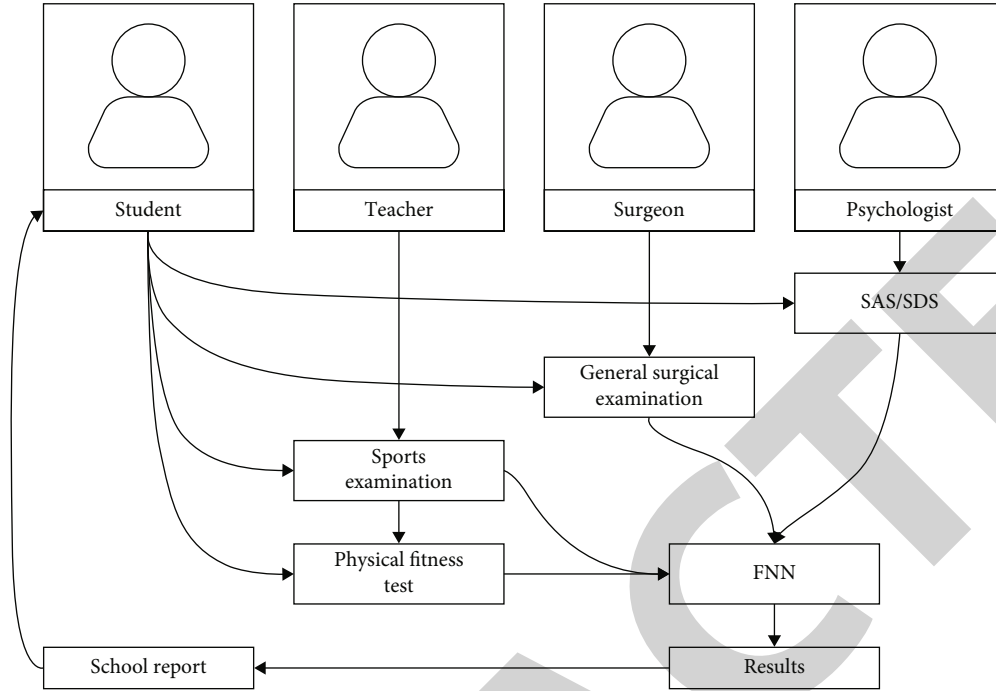 Student
Teacher
Surgeon
Psychologist
SAS/SDS
General surgical
examination
Sports
examination
Physical fitness
test
FNN
School report
Results